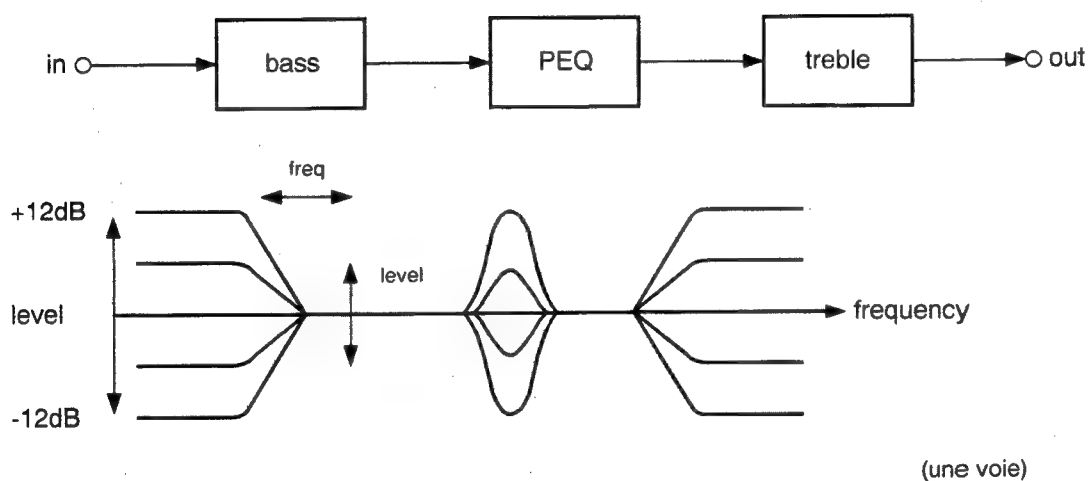 in
bass
PEQ
treble
out
freq
+12dB
level
level
frequency
-12dB
(une voie)